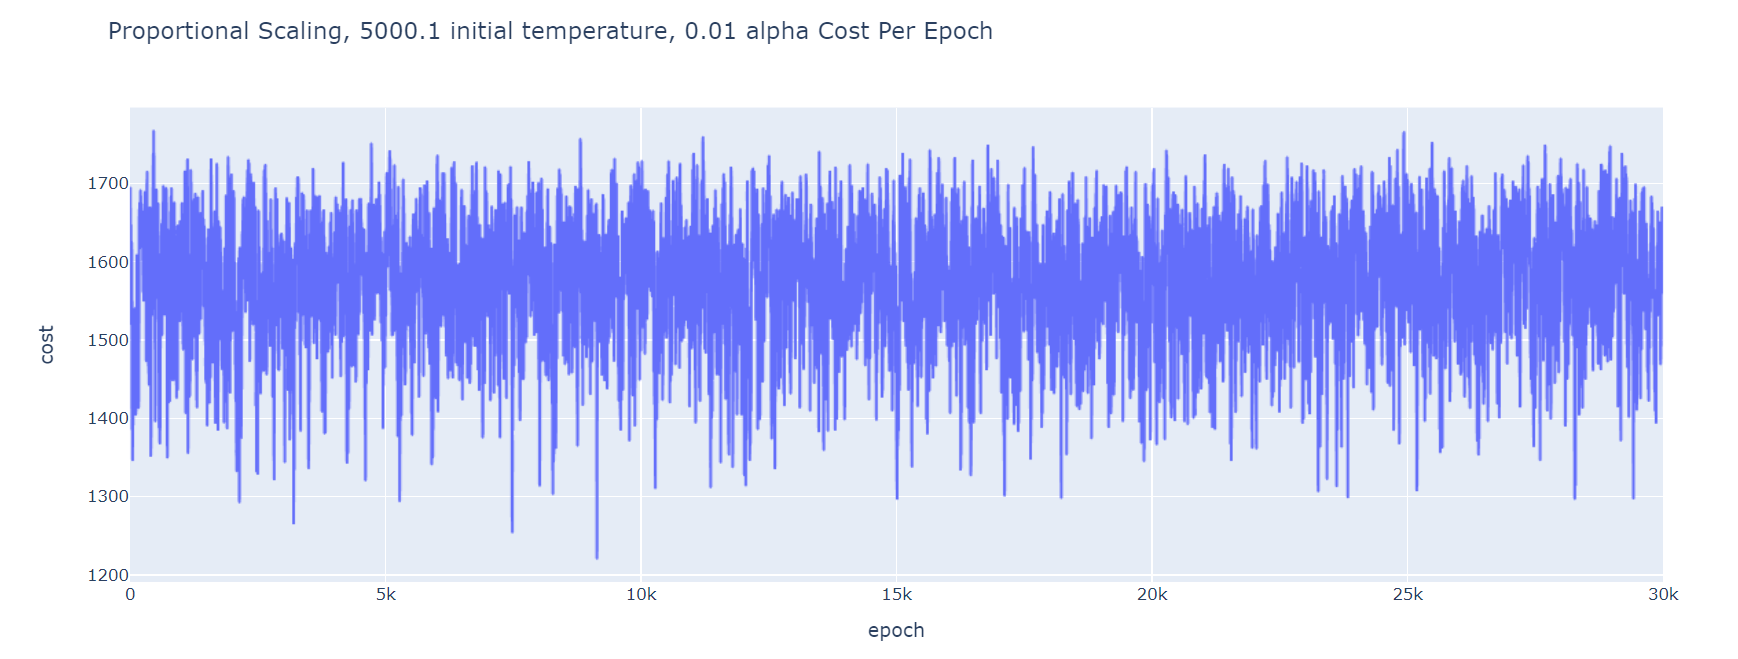 Proportional Scaling, 5000.1 initial temperature, 0.01 alpha Cost Per Epoch
1700
1600
1500
1400
1300
1200
cost
0 5k 10k 15k 20k 25k 30k
epoch